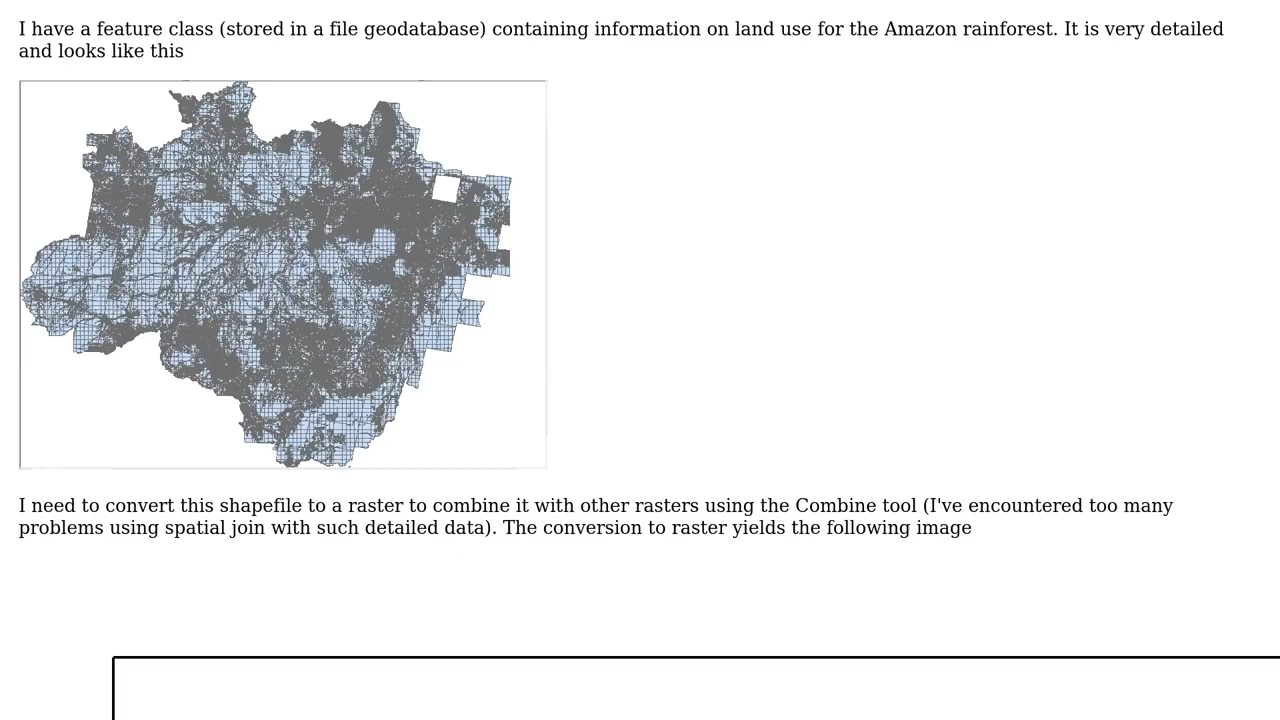 I have a feature class (stored in a file geodatabase) containing information on land use for the Amazon rainforest. It is very detailed
and looks like this
I need to convert this shapefile to a raster to combine it with other rasters using the Combine tool (I've encountered too many
problems using spatial join with such detailed data). The conversion to raster yields the following image